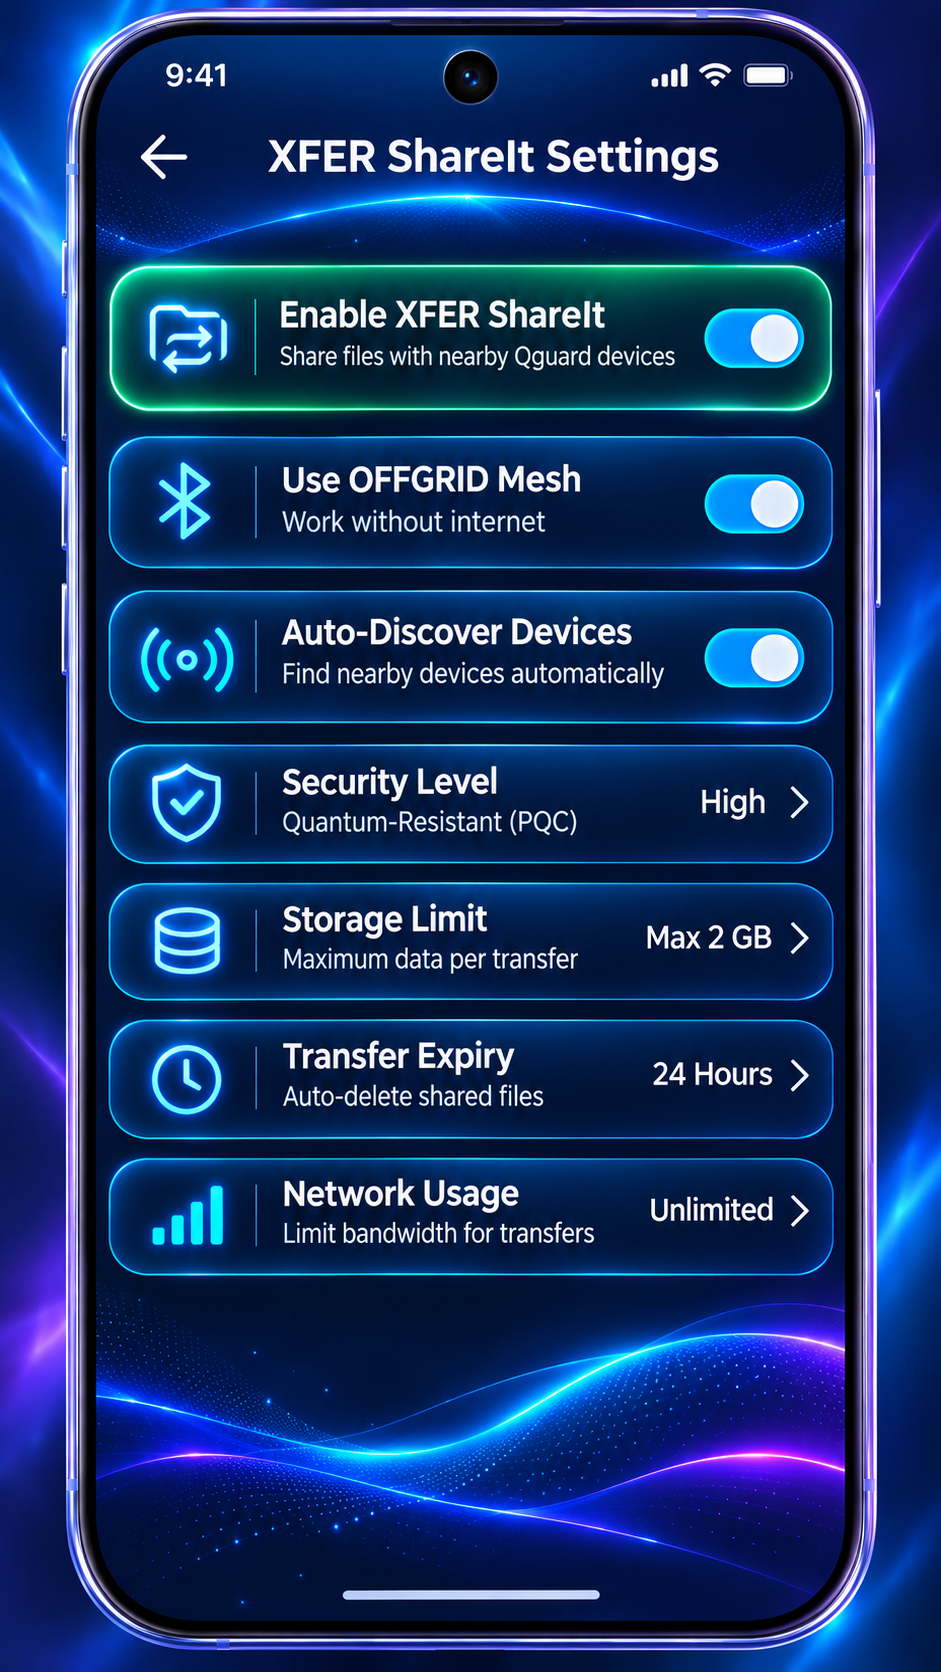 9:41
XFER ShareIt Settings
Enable XFER ShareIt
Share files with nearby Qguard devices
Use OFFGRID Mesh
Work without internet
Auto-Discover Devices
Find nearby devices automatically
Security Level
Quantum-Resistant (PQC)
High
Storage Limit
Maximum data per transfer
Max 2 GB
Transfer Expiry
Auto-delete shared files
24 Hours
Network Usage
Limit bandwidth for transfers
Unlimited